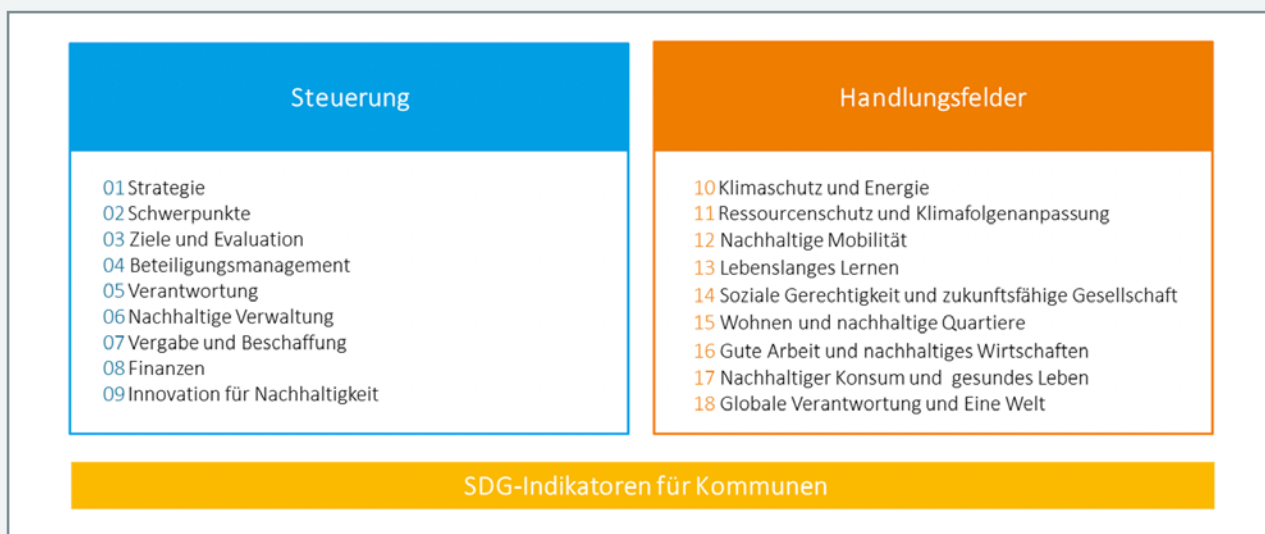 Steuerung
01 Strategie
02 Schwerpunkte
03 Ziele und Evaluation
04 Beteiligungsmanagement
05 Verantwortung
06 Nachhaltige Verwaltung
07 Vergabe und Beschaffung
08 Finanzen
09 Innovation für Nachhaltigkeit
Handlungsfelder
10 Klimaschutz und Energie
11 Ressourcenschutz und Klimafolgenanpassung
12 Nachhaltige Mobilität
13 Lebenslanges Lernen
14 Soziale Gerechtigkeit und zukunftsfähige Gesellschaft
15 Wohnen und nachhaltige Quartiere
16 Gute Arbeit und nachhaltiges Wirtschaften
17 Nachhaltiger Konsum und gesundes Leben
18 Globale Verantwortung und Eine Welt
SDG-Indikatoren für Kommunen